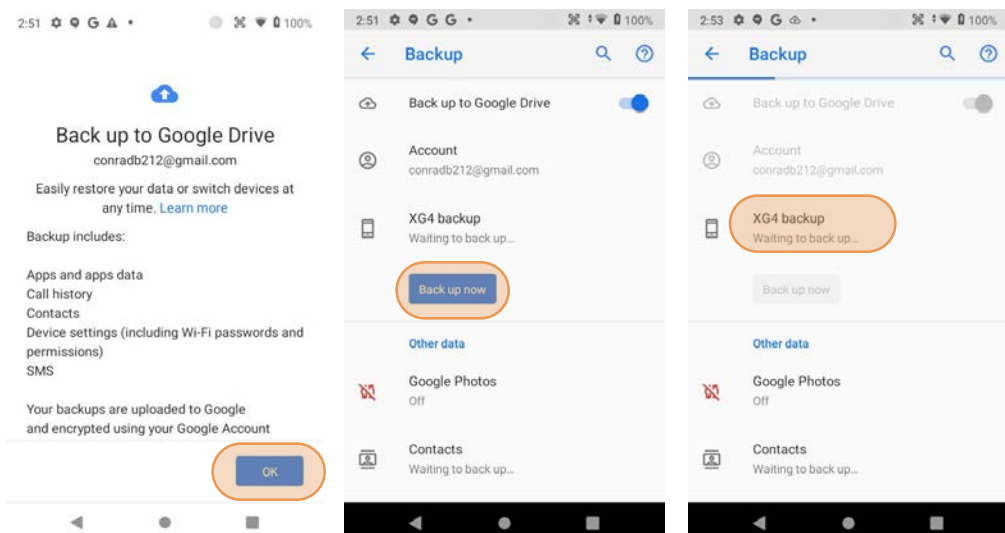 2:51 G 100%
Back up to Google Drive
conradb212@gmail.com
Easily restore your data or switch devices at
any time. Learn more
Backup includes:
Apps and apps data
Call history
Contacts
Device settings (including Wi-Fi passwords and
permissions)
SMS
Your backups are uploaded to Google
and encrypted using your Google Account
OK
2:51 G G 100%
Backup
Back up to Google Drive
Account
conradb212@gmail.com
XG4 backup
Waiting to back up...
Back up now
Other data
Google Photos
Off
Contacts
Waiting to back up...
2:53 G 100%
Backup
Back up to Google Drive
Account
conradb212@gmail.com
XG4 backup
Waiting to back up...
Back up now
Other data
Google Photos
Off
Contacts
Waiting to back up...